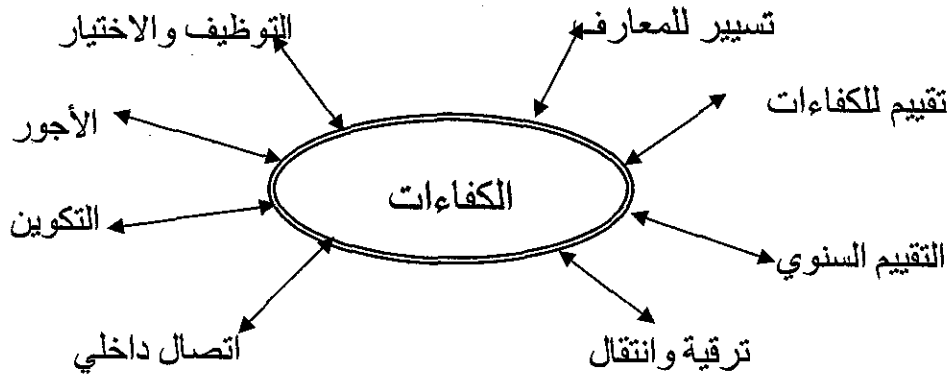 تسيير للمعارف
التوظيف والاختيار
تقييم للكفاءات
الأجور
الكفاءات
التكوين
التقييم السنوي
ترقية وانتقال
اتصال داخلي